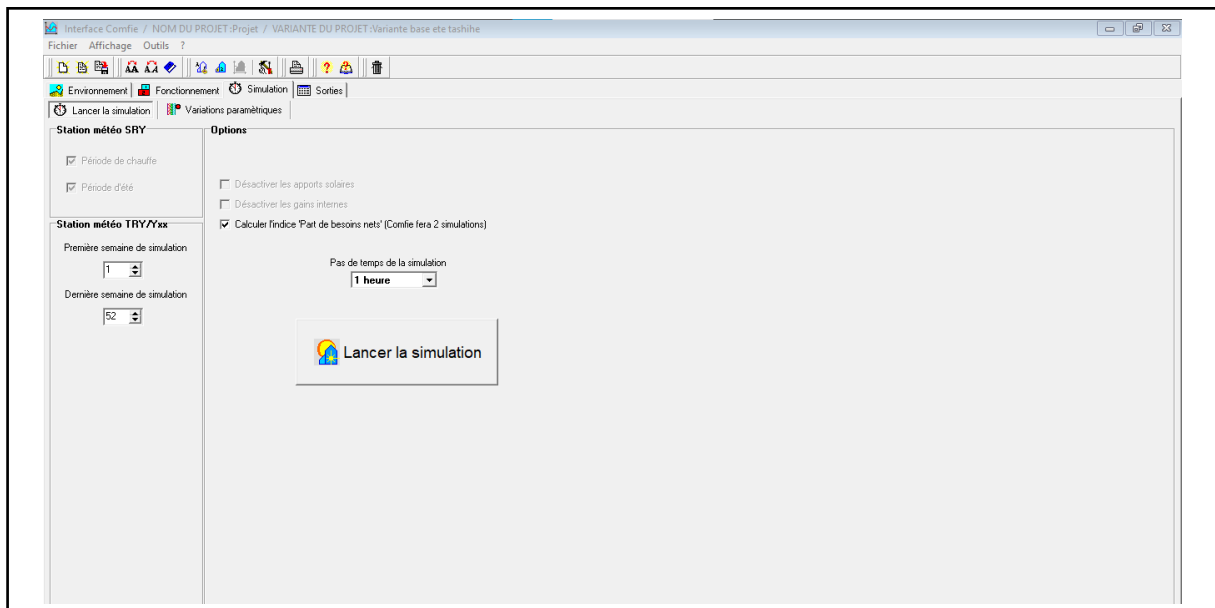 Interface Comfie / NOM DU PROJET :Projet / VARIANTE DU PROJET :Variante base ete tashihe
Fichier Affichage Outils ?
Environnement Fonctionnement Simulation Sorties
Lancer la simulation Variations paramètriques
Station météo SRY
Période de chauffe
Période d'été
Station météo TRY/Yxx
Première semaine de simulation
1
Dernière semaine de simulation
52
Options
Désactiver les apports solaires
Désactiver les gains internes
Calculer l'indice 'Part de besoins nets' (Comfie fera 2 simulations)
Pas de temps de la simulation
1 heure
Lancer la simulation